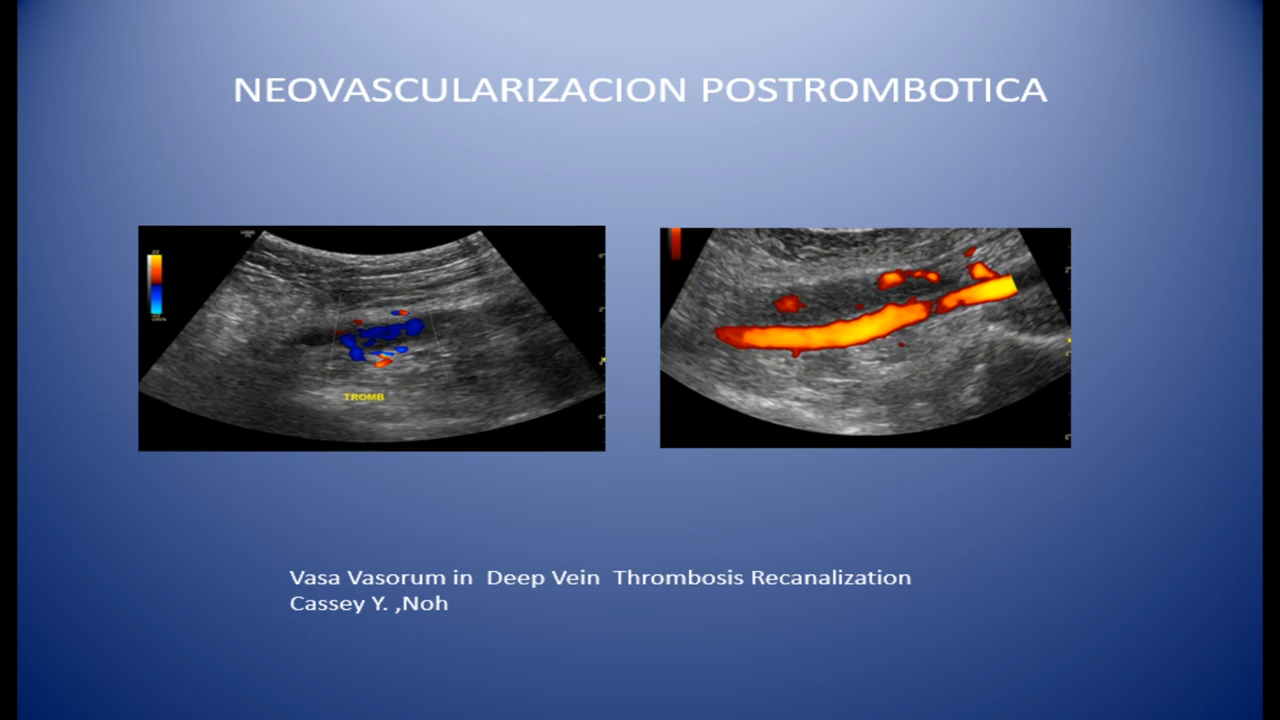 NEOVASCULARIZACION POSTROMBOTICA
TROMB
Vasa Vasorum in Deep Vein Thrombosis Recanalization
Cassey Y. ,Noh